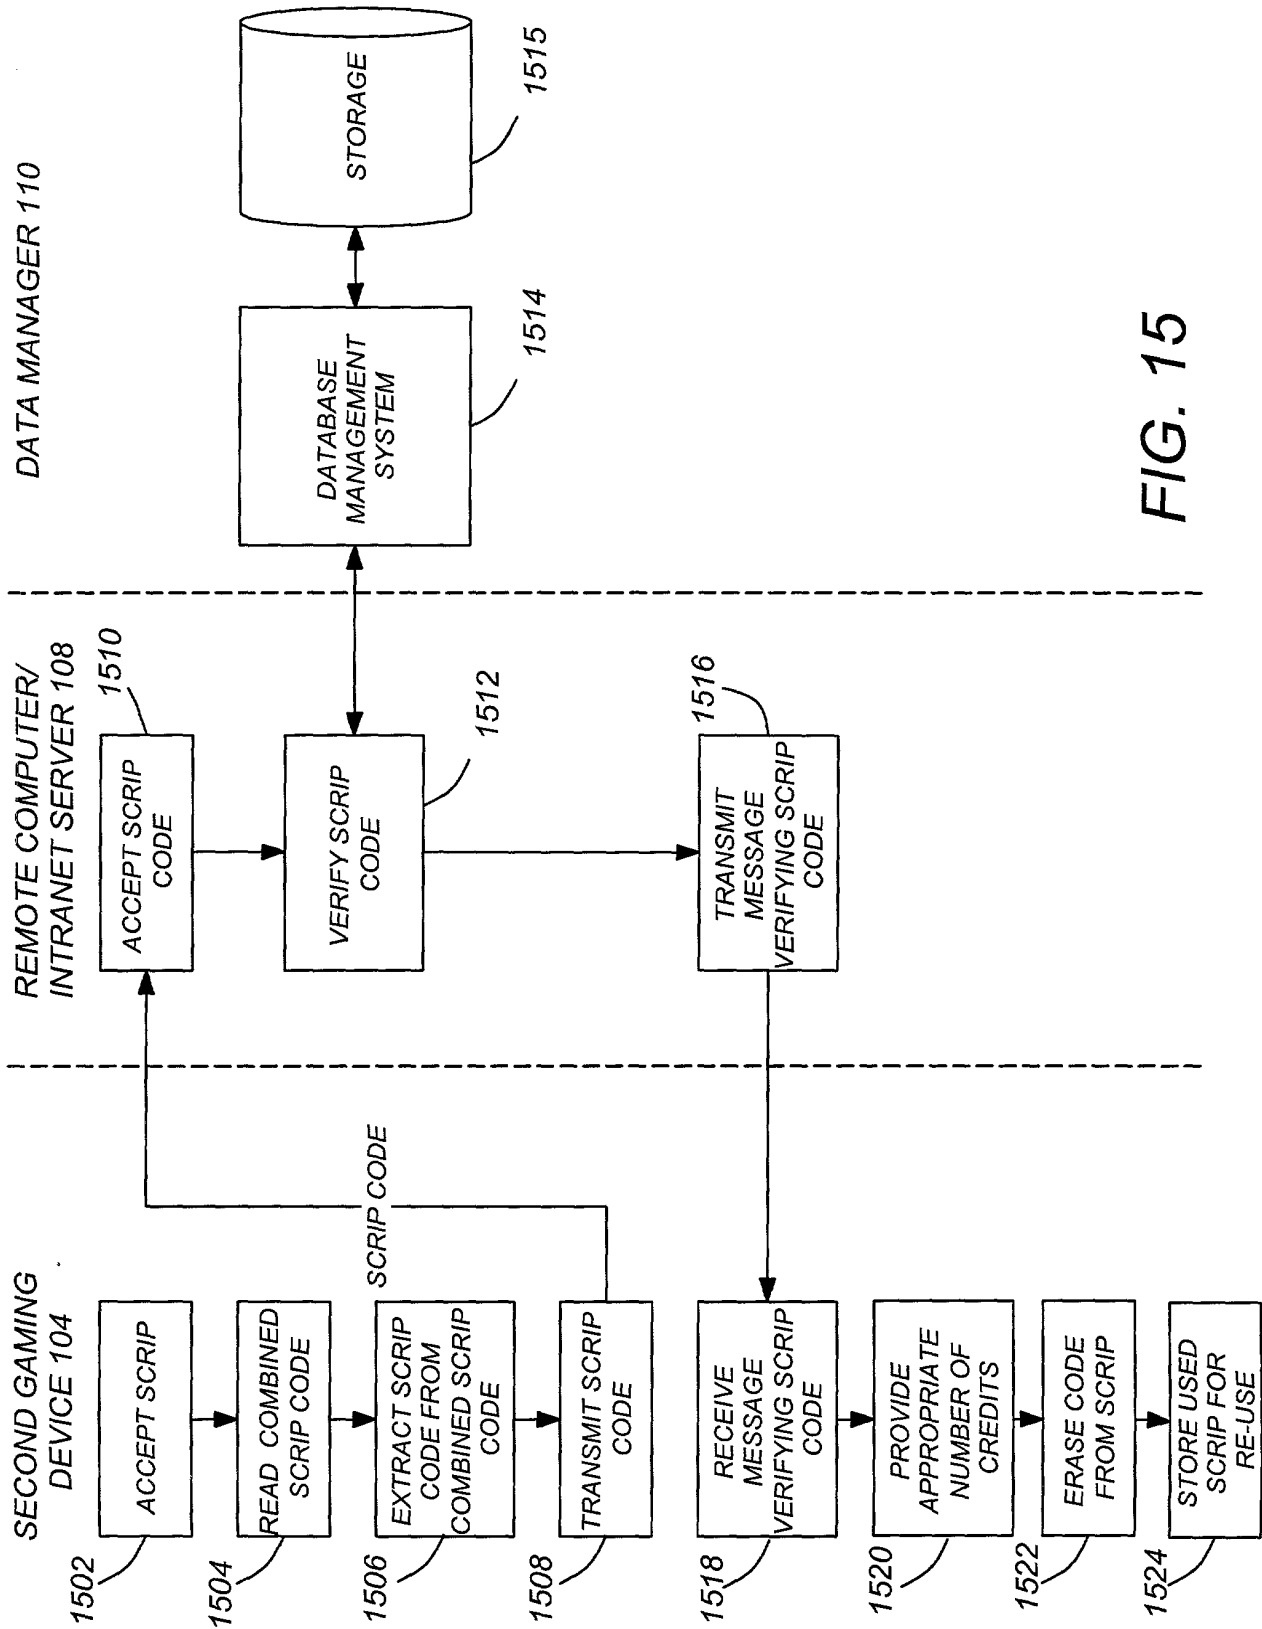 SECOND GAMING
DEVICE 104
REMOTE COMPUTER/
INTRANET SERVER 108
DATA MANAGER 110
1502
ACCEPT SCRIP
1504
READ COMBINED
SCRIP CODE
1506
EXTRACT SCRIP
CODE FROM
COMBINED SCRIP
CODE
1508
TRANSMIT SCRIP
CODE
SCRIP CODE
1510
ACCEPT SCRIP
CODE
1512
VERIFY SCRIP
CODE
DATABASE
MANAGEMENT
SYSTEM
1514
STORAGE
1515
1516
TRANSMIT
MESSAGE
VERIFYING SCRIP
CODE
1518
RECEIVE
MESSAGE
VERIFYING SCRIP
CODE
1520
PROVIDE
APPROPRIATE
NUMBER OF
CREDITS
1522
ERASE CODE
FROM SCRIP
1524
STORE USED
SCRIP FOR
RE-USE
FIG. 15